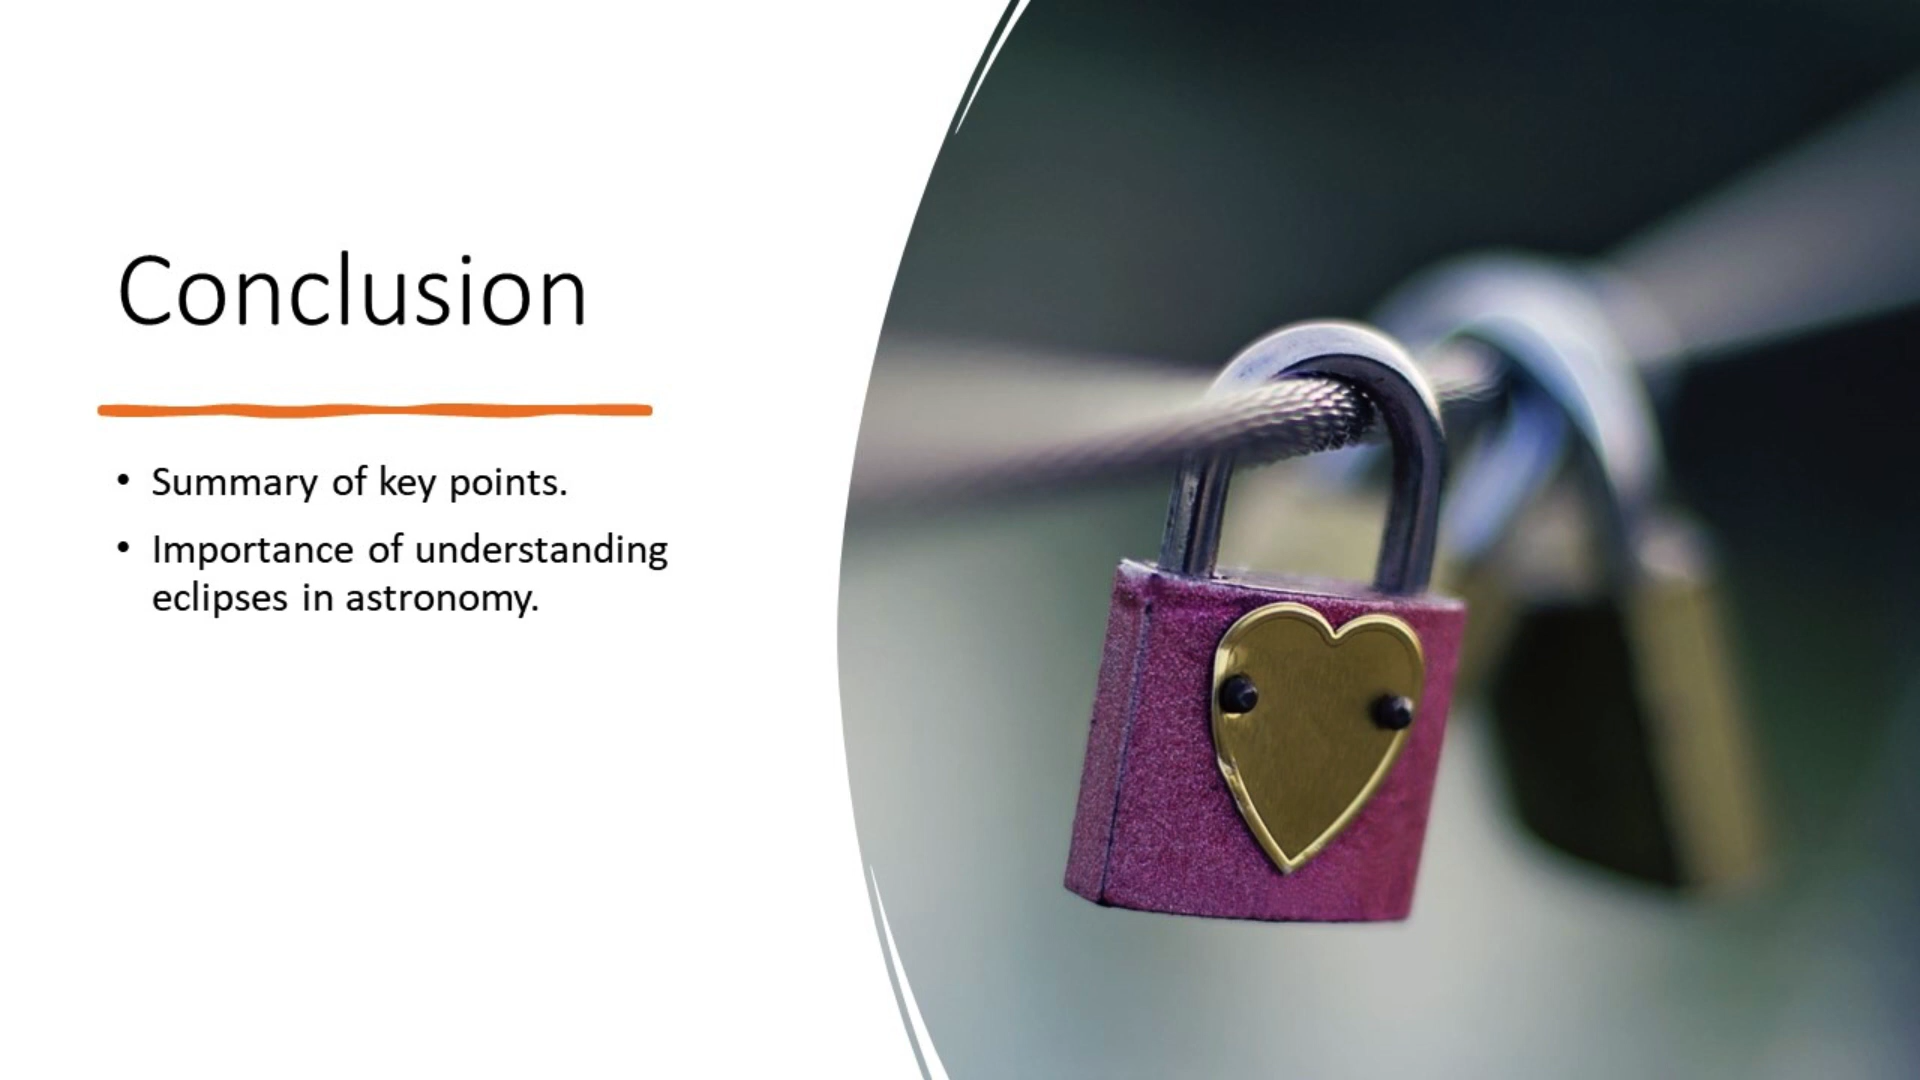 Conclusion
• Summary of key points.
• Importance of understanding
eclipses in astronomy.